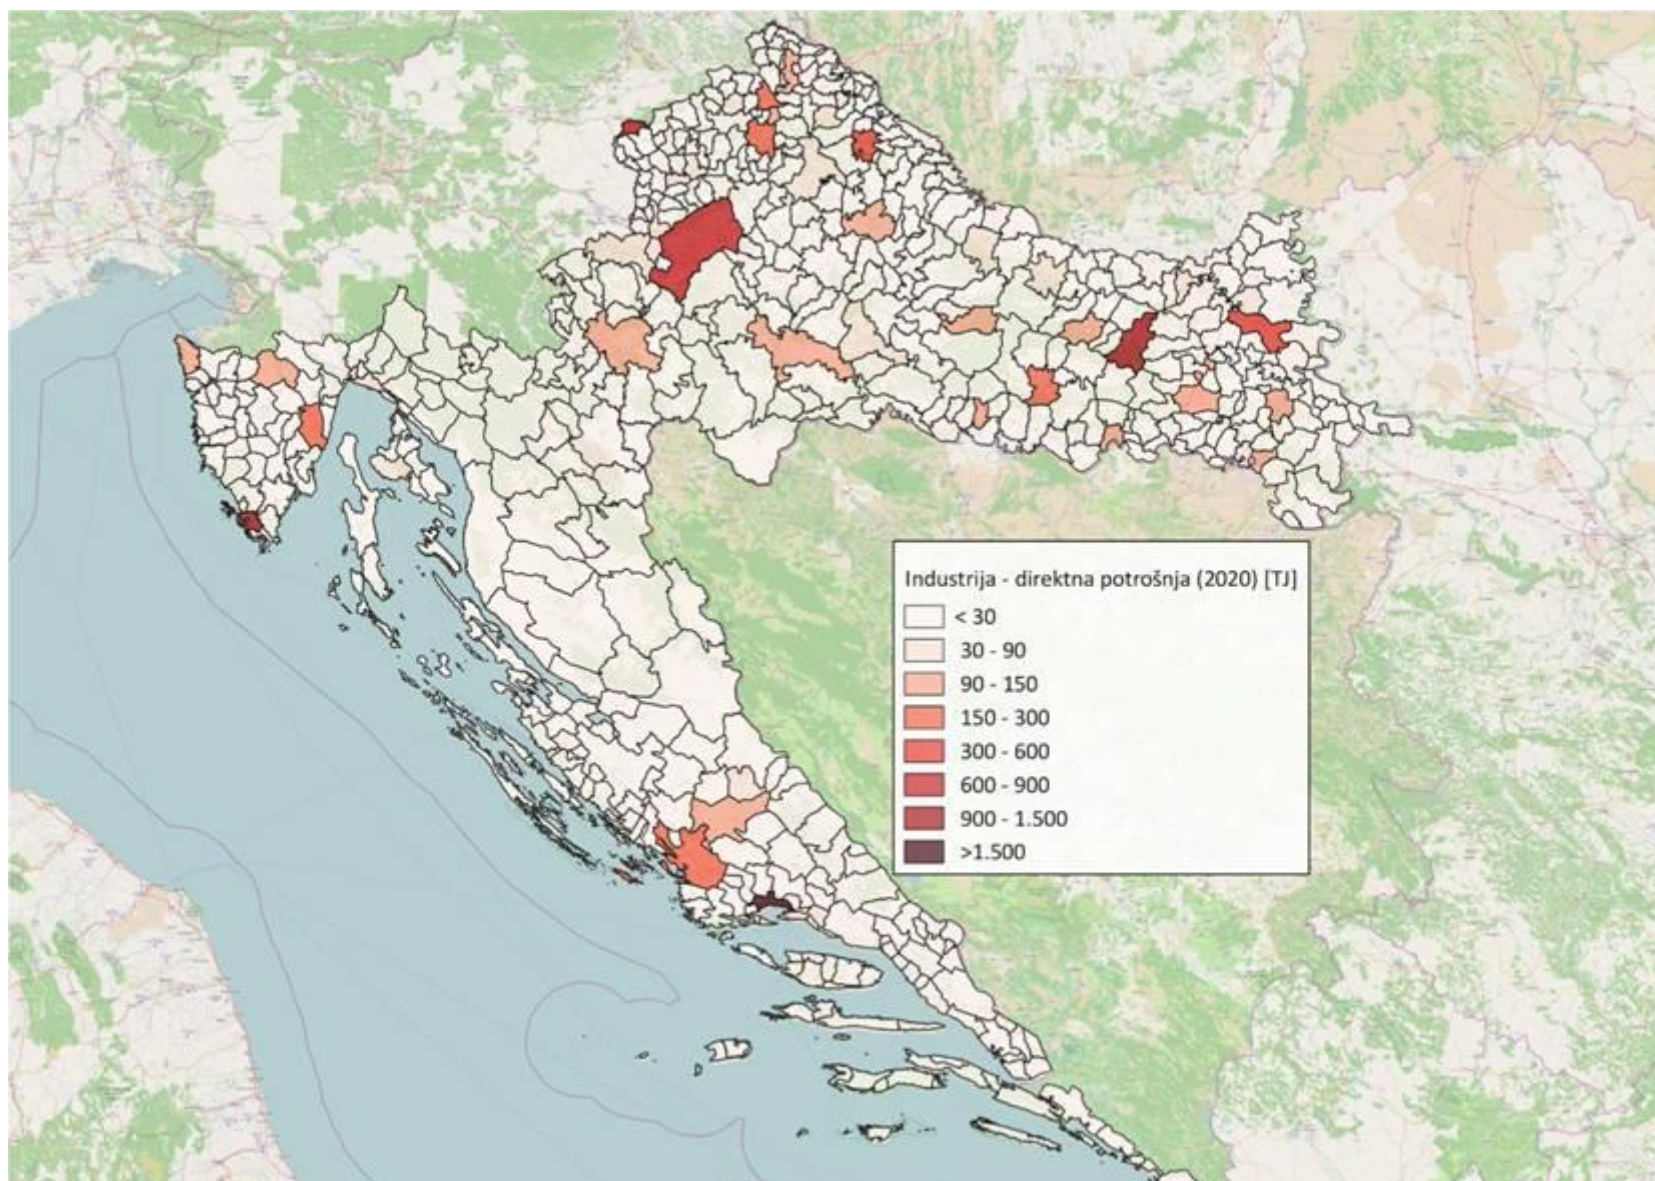 Industrija - direktna potrošnja (2020) [TJ]
< 30
30 - 90
90 - 150
150 - 300
300 - 600
600 - 900
900 - 1.500
>1.500